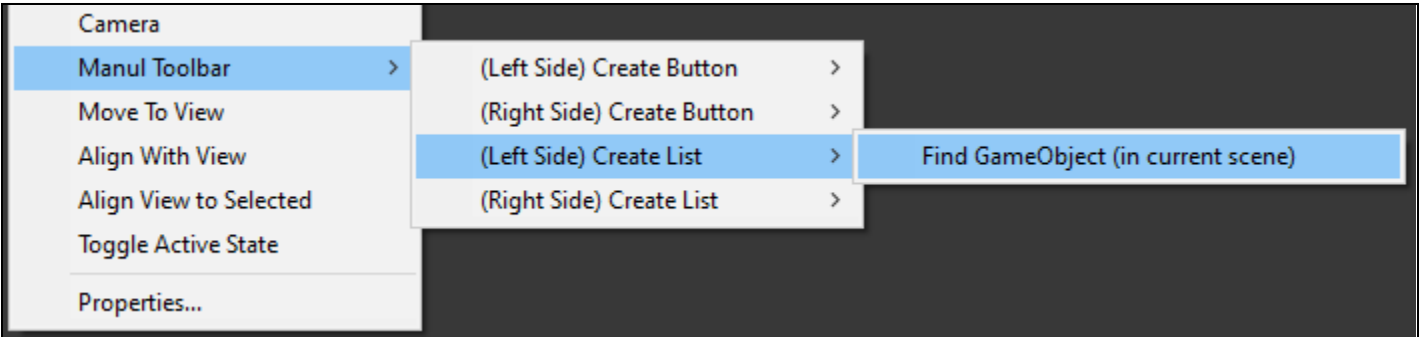 Camera
Manul Toolbar
Move To View
Align With View
Align View to Selected
Toggle Active State
Properties...
(Left Side) Create Button
(Right Side) Create Button
(Left Side) Create List
(Right Side) Create List
Find GameObject (in current scene)